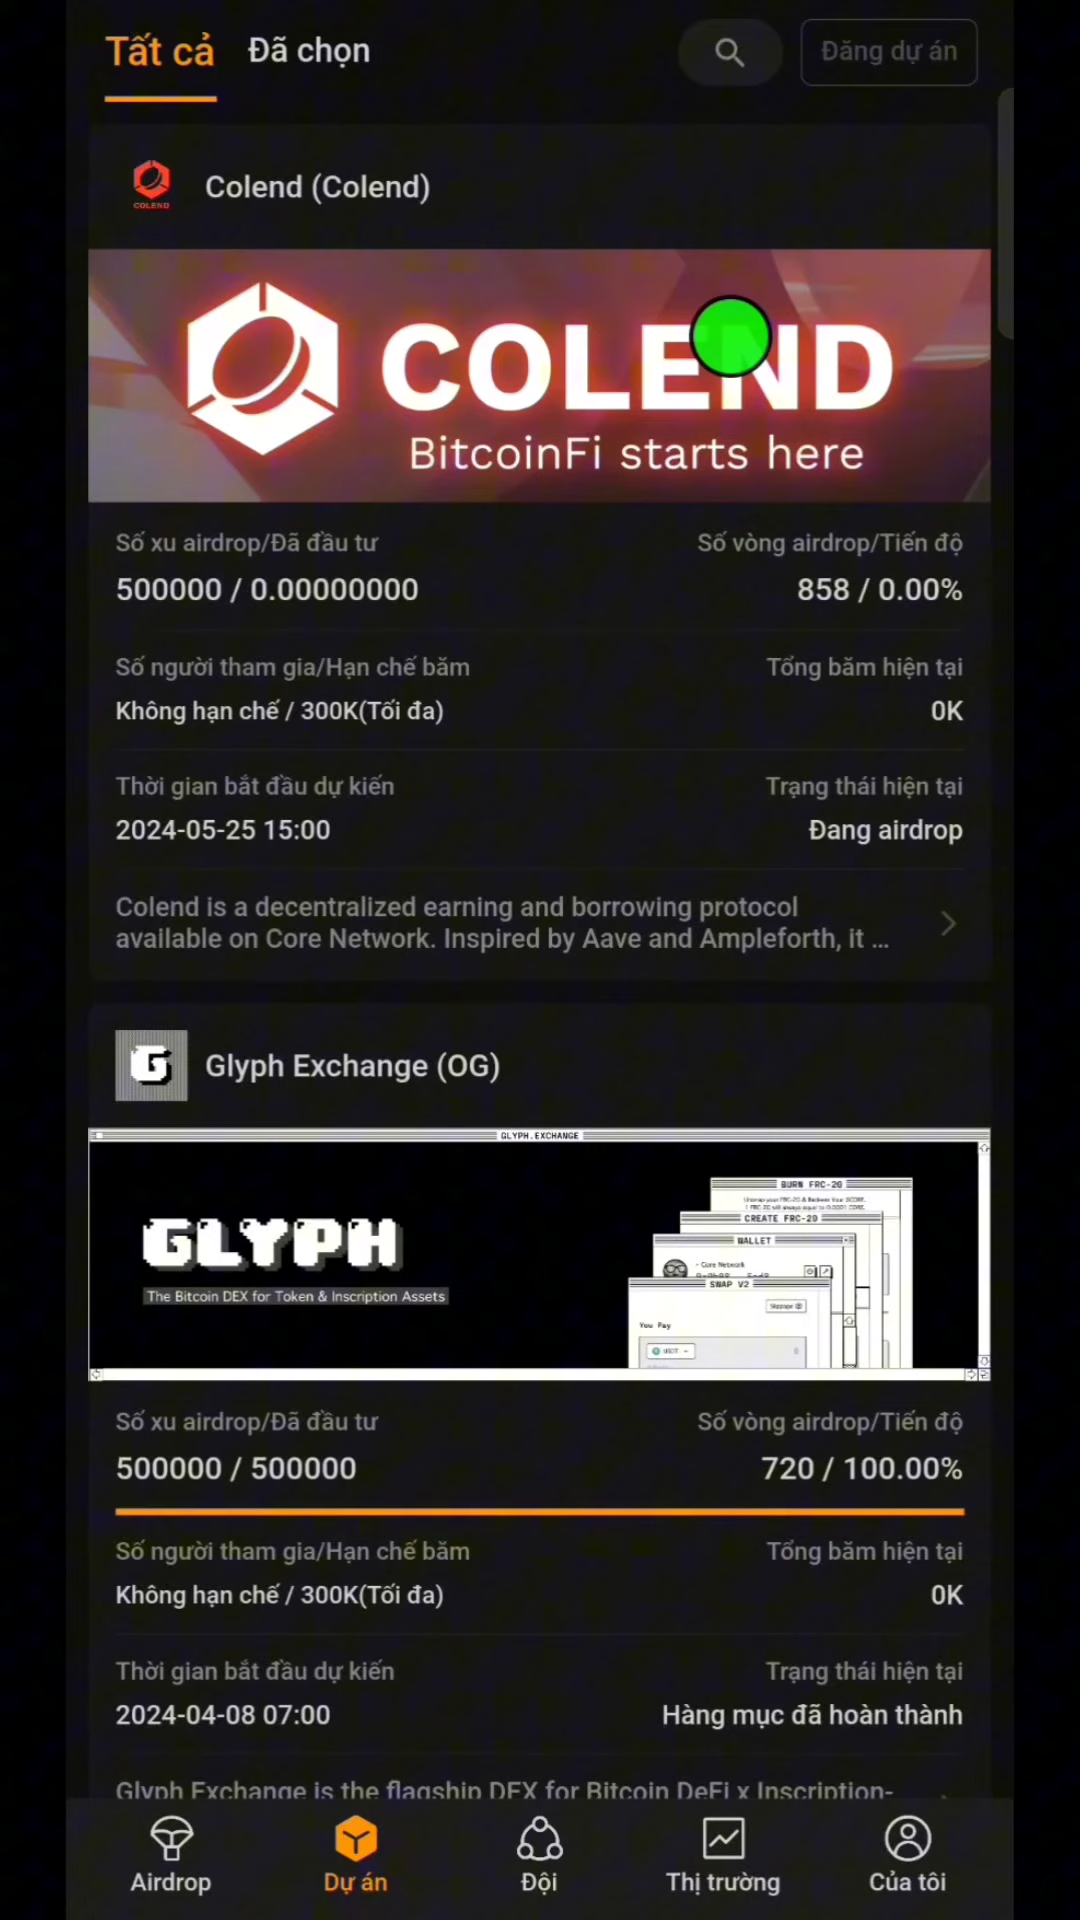 Tất cả
Đã chọn
Đăng dự án
COLEND
Colend (Colend)
COLEND
BitcoinFi starts here
Số xu airdrop/Đã đầu tư
Số vòng airdrop/Tiến độ
500000 / 0.00000000
858 / 0.00%
Số người tham gia/Hạn chế băm
Tổng băm hiện tại
Không hạn chế / 300K(Tối đa)
0K
Thời gian bắt đầu dự kiến
Trạng thái hiện tại
2024-05-25 15:00
Đang airdrop
Colend is a decentralized earning and borrowing protocol
available on Core Network. Inspired by Aave and Ampleforth, it ...
G
Glyph Exchange (OG)
GLYPH.EXCHANGE
GLYPH
The Bitcoin DEX for Token & Inscription Assets
BURN FRC-20
CREATE FRC-20
WALLET
Core Network
SWAP V2
Slippage
You Pay
USDT
Số xu airdrop/Đã đầu tư
Số vòng airdrop/Tiến độ
500000 / 500000
720 / 100.00%
Số người tham gia/Hạn chế băm
Tổng băm hiện tại
Không hạn chế / 300K(Tối đa)
0K
Thời gian bắt đầu dự kiến
Trạng thái hiện tại
2024-04-08 07:00
Hàng mục đã hoàn thành
Glyph Exchange is the flagship DEX for Bitcoin DeFi x Inscription-
Airdrop
Dự án
Đội
Thị trường
Của tôi